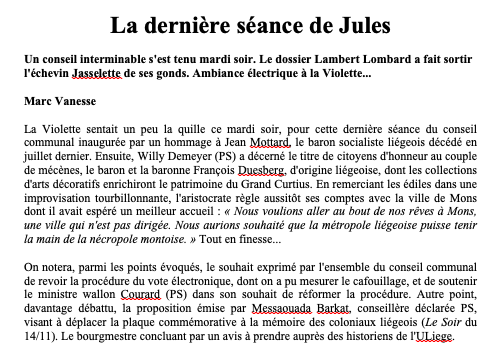 La dernière séance de Jules
Un conseil interminable s'est tenu mardi soir. Le dossier Lambert Lombard a fait sortir
l'échevin Jasselette de ses gonds. Ambiance électrique à la Violette...
Marc Vanesse
La Violette sentait un peu la quille ce mardi soir, pour cette dernière séance du conseil
communal inaugurée par un hommage à Jean Mottard, le baron socialiste liégeois décédé en
juillet dernier. Ensuite, Willy Demeyer (PS) a décerné le titre de citoyens d'honneur au couple
de mécènes, le baron et la baronne François Duesberg, d'origine liégeoise, dont les collections
d'arts décoratifs enrichiront le patrimoine du Grand Curtius. En remerciant les édiles dans une
improvisation tourbillonnante, l'aristocrate règle aussitôt ses comptes avec la ville de Mons
dont il avait espéré un meilleur accueil : « Nous voulions aller au bout de nos rêves à Mons,
une ville qui n'est pas dirigée. Nous aurions souhaité que la métropole liégeoise puisse tenir
la main de la nécropole montoise. » Tout en finesse...
On notera, parmi les points évoqués, le souhait exprimé par l'ensemble du conseil communal
de revoir la procédure du vote électronique, dont on a pu mesurer le cafouillage, et de soutenir
le ministre wallon Courard (PS) dans son souhait de réformer la procédure. Autre point,
davantage débattu, la proposition émise par Messaouada Barkat, conseillère déclarée PS,
visant à déplacer la plaque commémorative à la mémoire des coloniaux liégeois (Le Soir du
14/11). Le bourgmestre concluant par un avis à prendre auprès des historiens de l'ULiege.